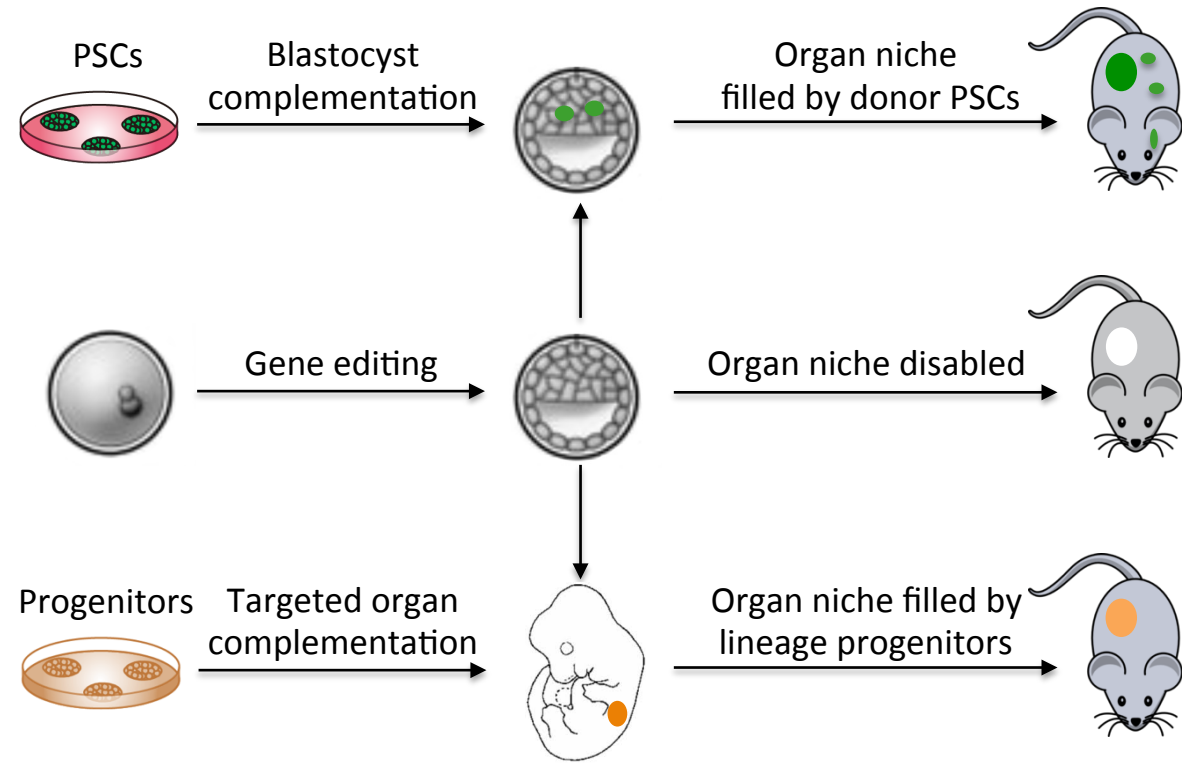 PSCs
Blastocyst
complementation
Organ niche
filled by donor PSCs
Gene editing
Organ niche disabled
Progenitors
Targeted organ
complementation
Organ niche filled by
lineage progenitors